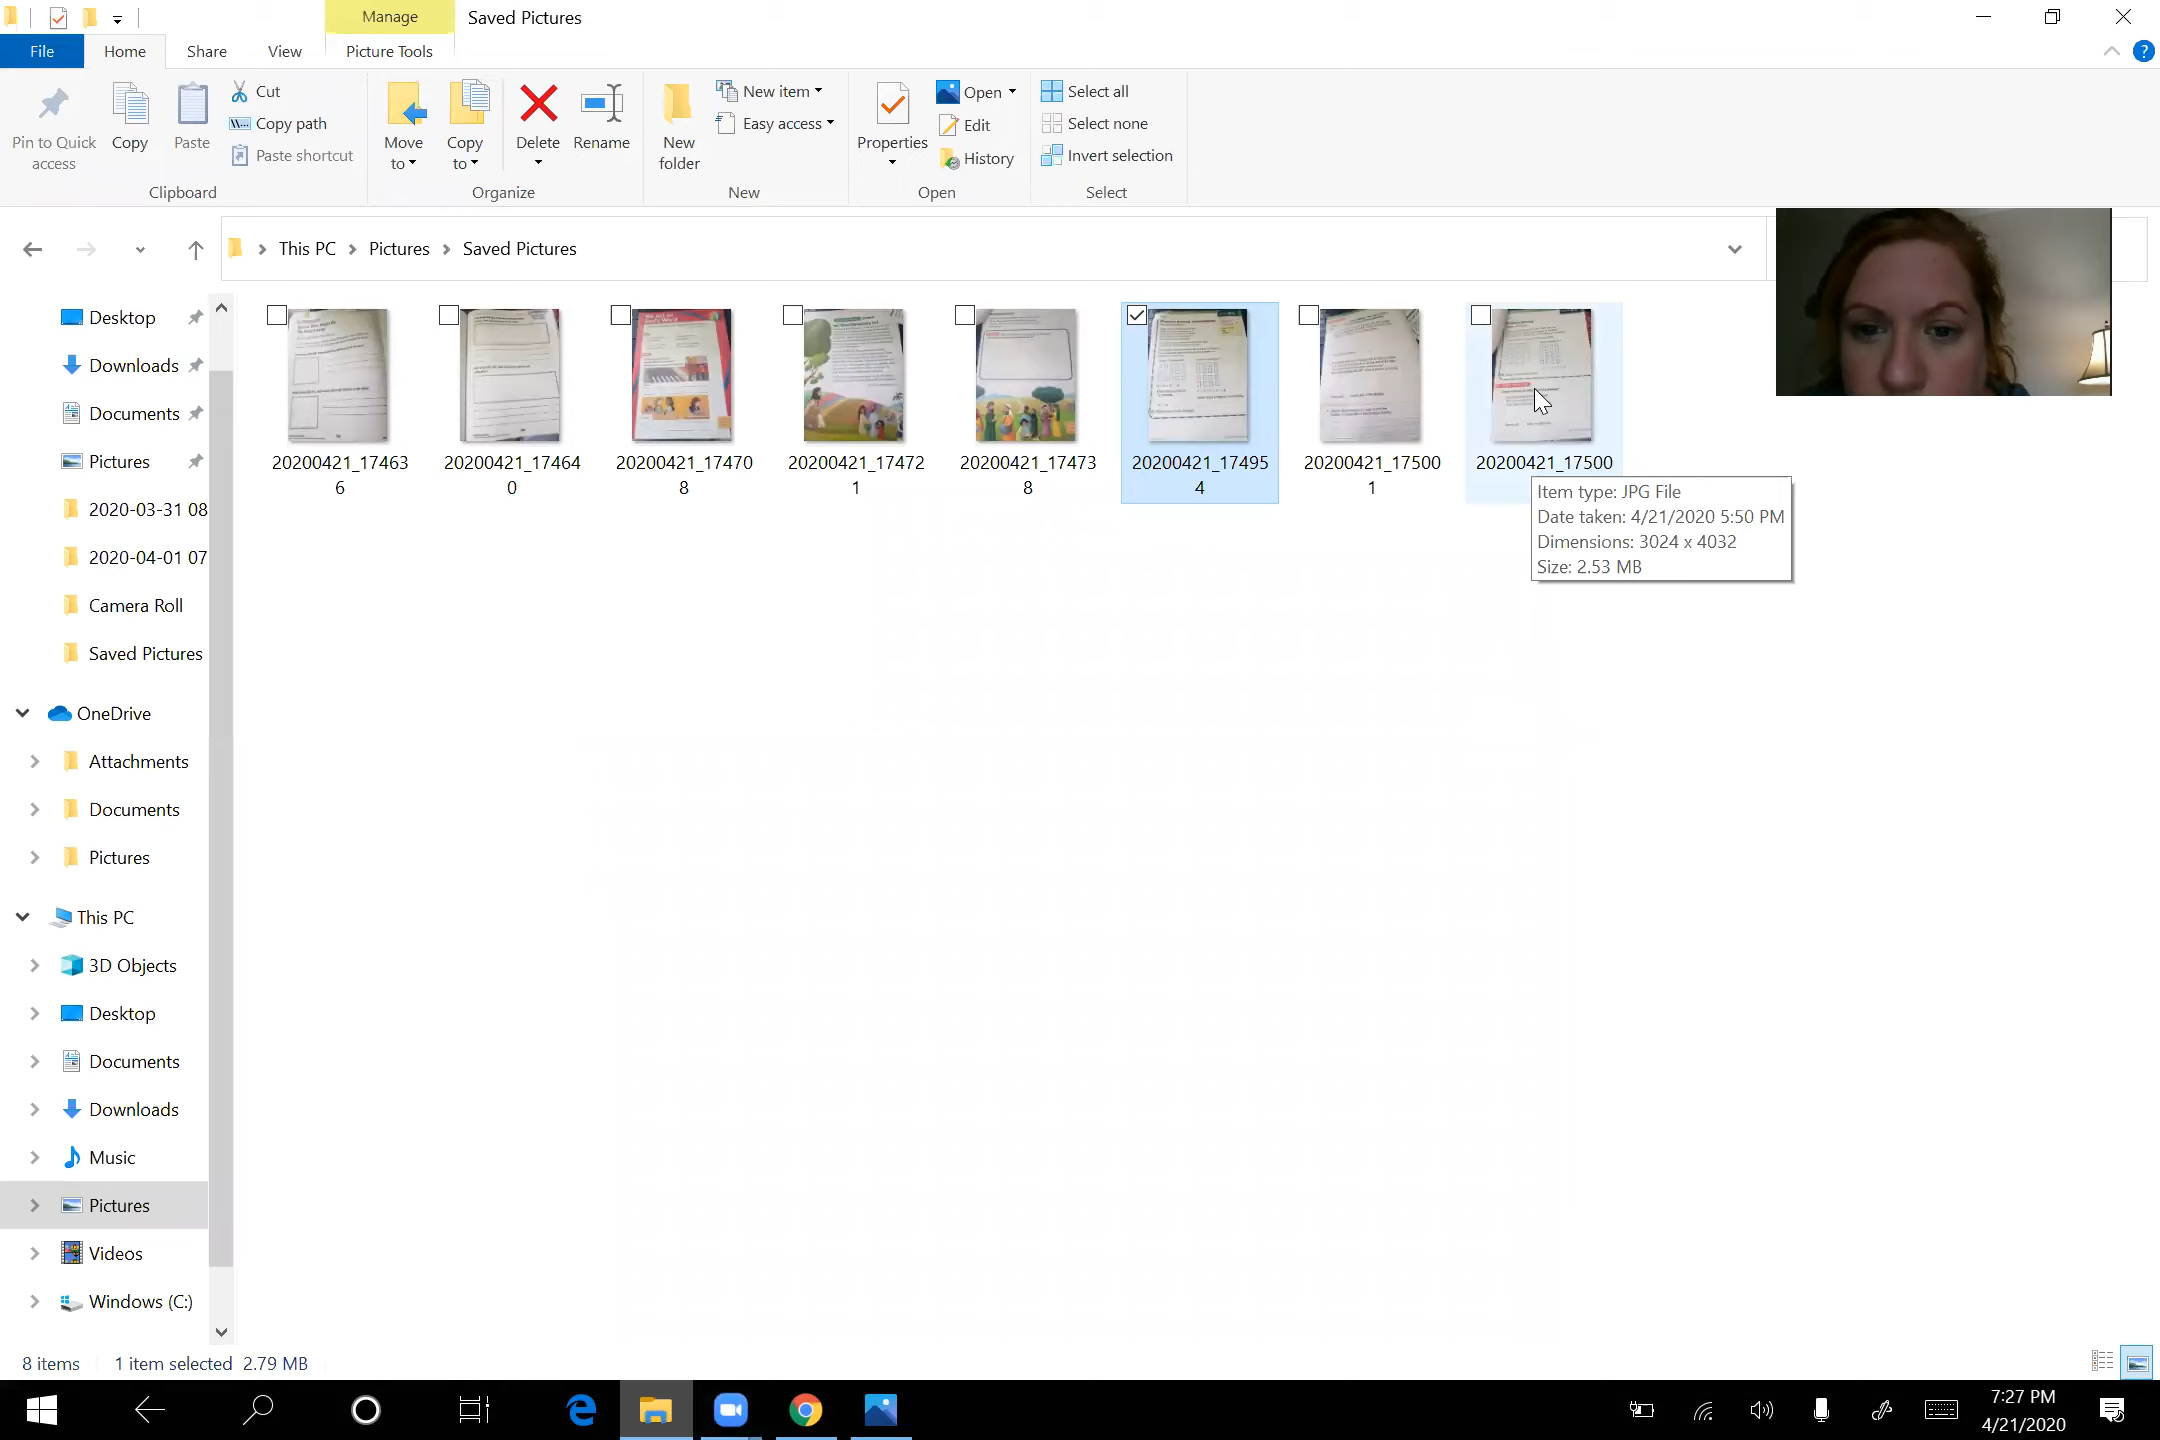 Manage
Saved Pictures
File
Home
Share
View
Picture Tools
Pin to Quick
access
Copy
Paste
Cut
Copy path
Paste shortcut
Clipboard
Move
to
Copy
to
Delete
Rename
Organize
New
folder
New item
Easy access
New
Properties
Open
Edit
History
Open
Select all
Select none
Invert selection
Select
This PC
Pictures
Saved Pictures
Desktop
Downloads
Documents
Pictures
2020-03-31 08
2020-04-01 07
Camera Roll
Saved Pictures
OneDrive
Attachments
Documents
Pictures
This PC
3D Objects
Desktop
Documents
Downloads
Music
Pictures
Videos
Windows (C:)
20200421_17463
6
20200421_17464
0
20200421_17470
8
20200421_17472
1
20200421_17473
8
20200421_17495
4
20200421_17500
1
20200421_17500
Item type: JPG File
Date taken: 4/21/2020 5:50 PM
Dimensions: 3024 x 4032
Size: 2.53 MB
8 items
1 item selected 2.79 MB
7:27 PM
4/21/2020